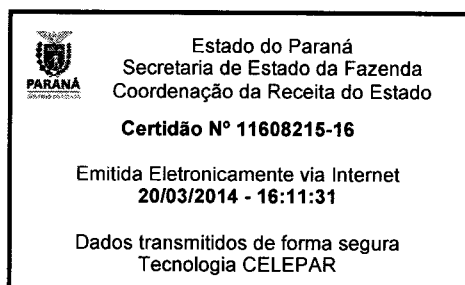 Estado do Paraná
Secretaria de Estado da Fazenda
PARANÁ
Coordenação da Receita do Estado
Certidão Nº 11608215-16
Emitida Eletronicamente via Internet
20/03/2014 - 16:11:31
Dados transmitidos de forma segura
Tecnologia CELEPAR